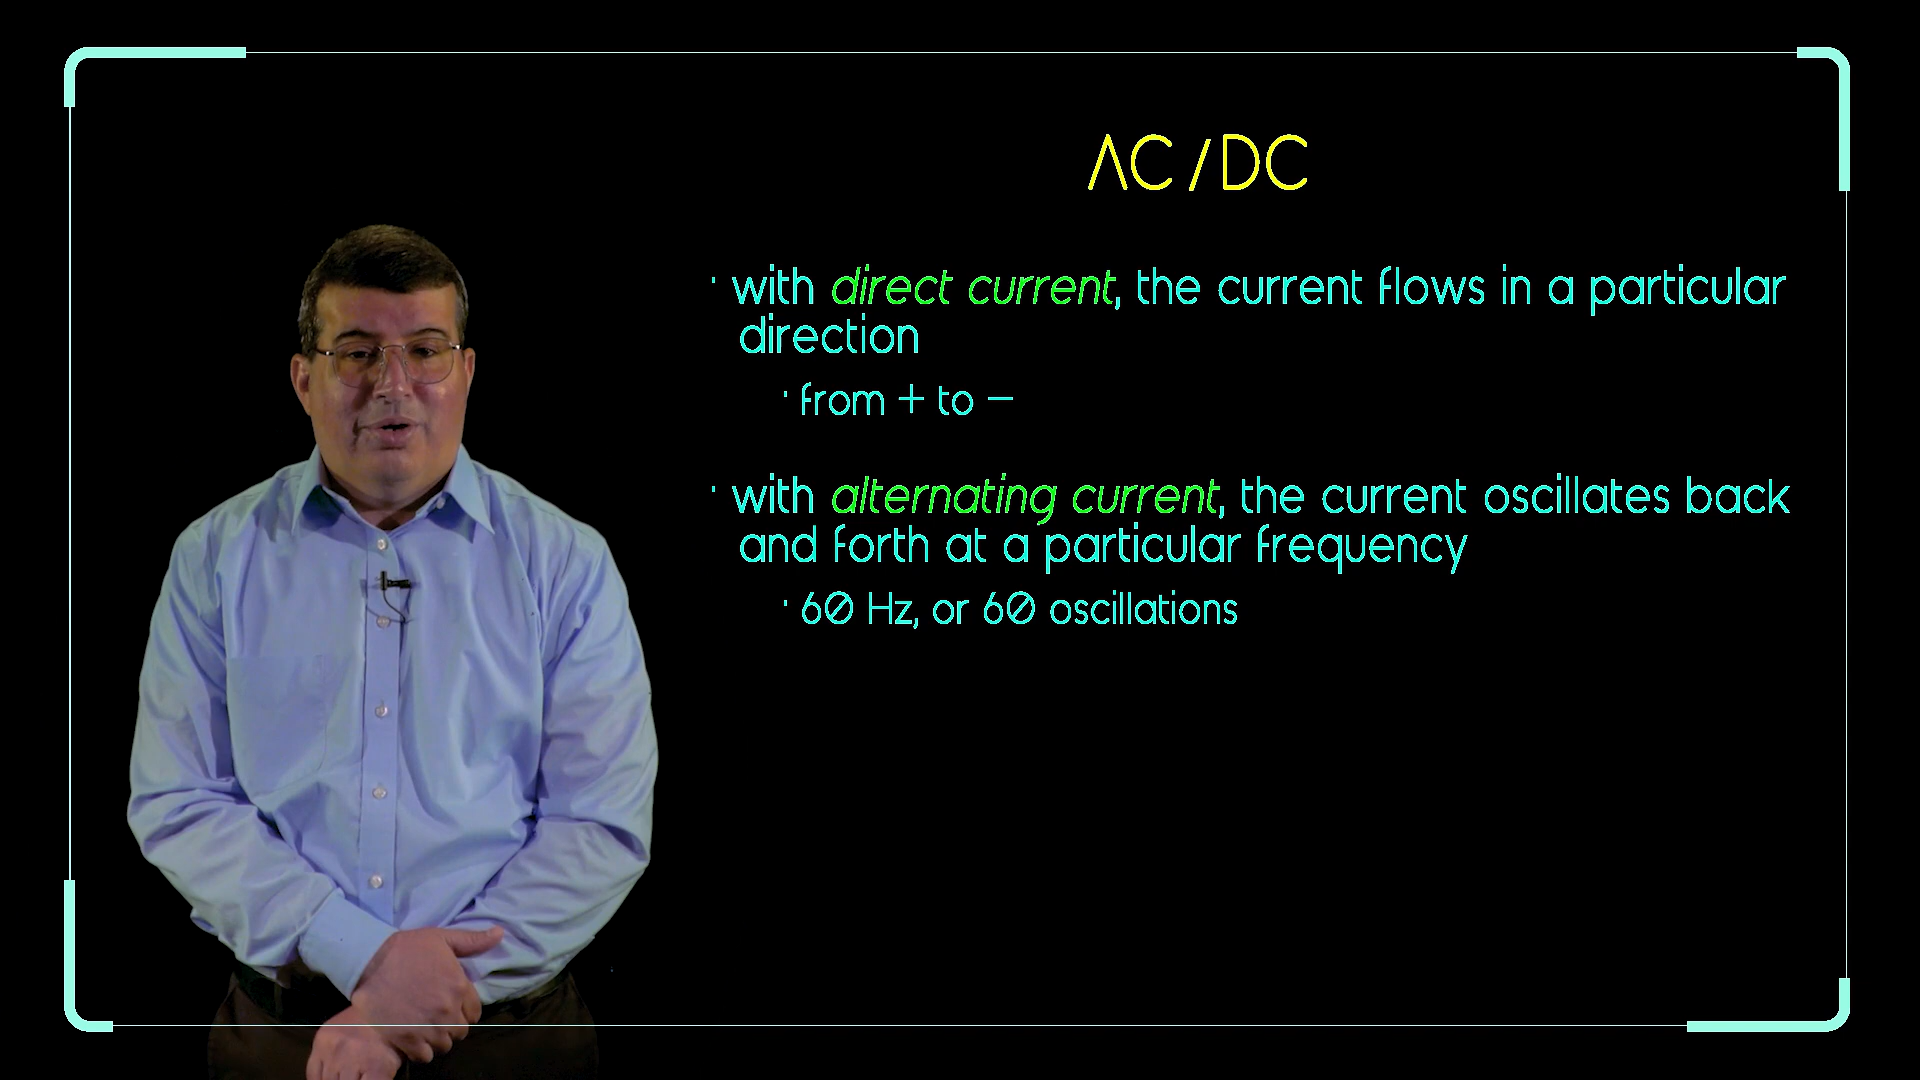 AC/DC
· with direct current, the current flows in a particular
direction
· from + to –
· with alternating current, the current oscillates back
and forth at a particular frequency
· 60 Hz, or 60 oscillations